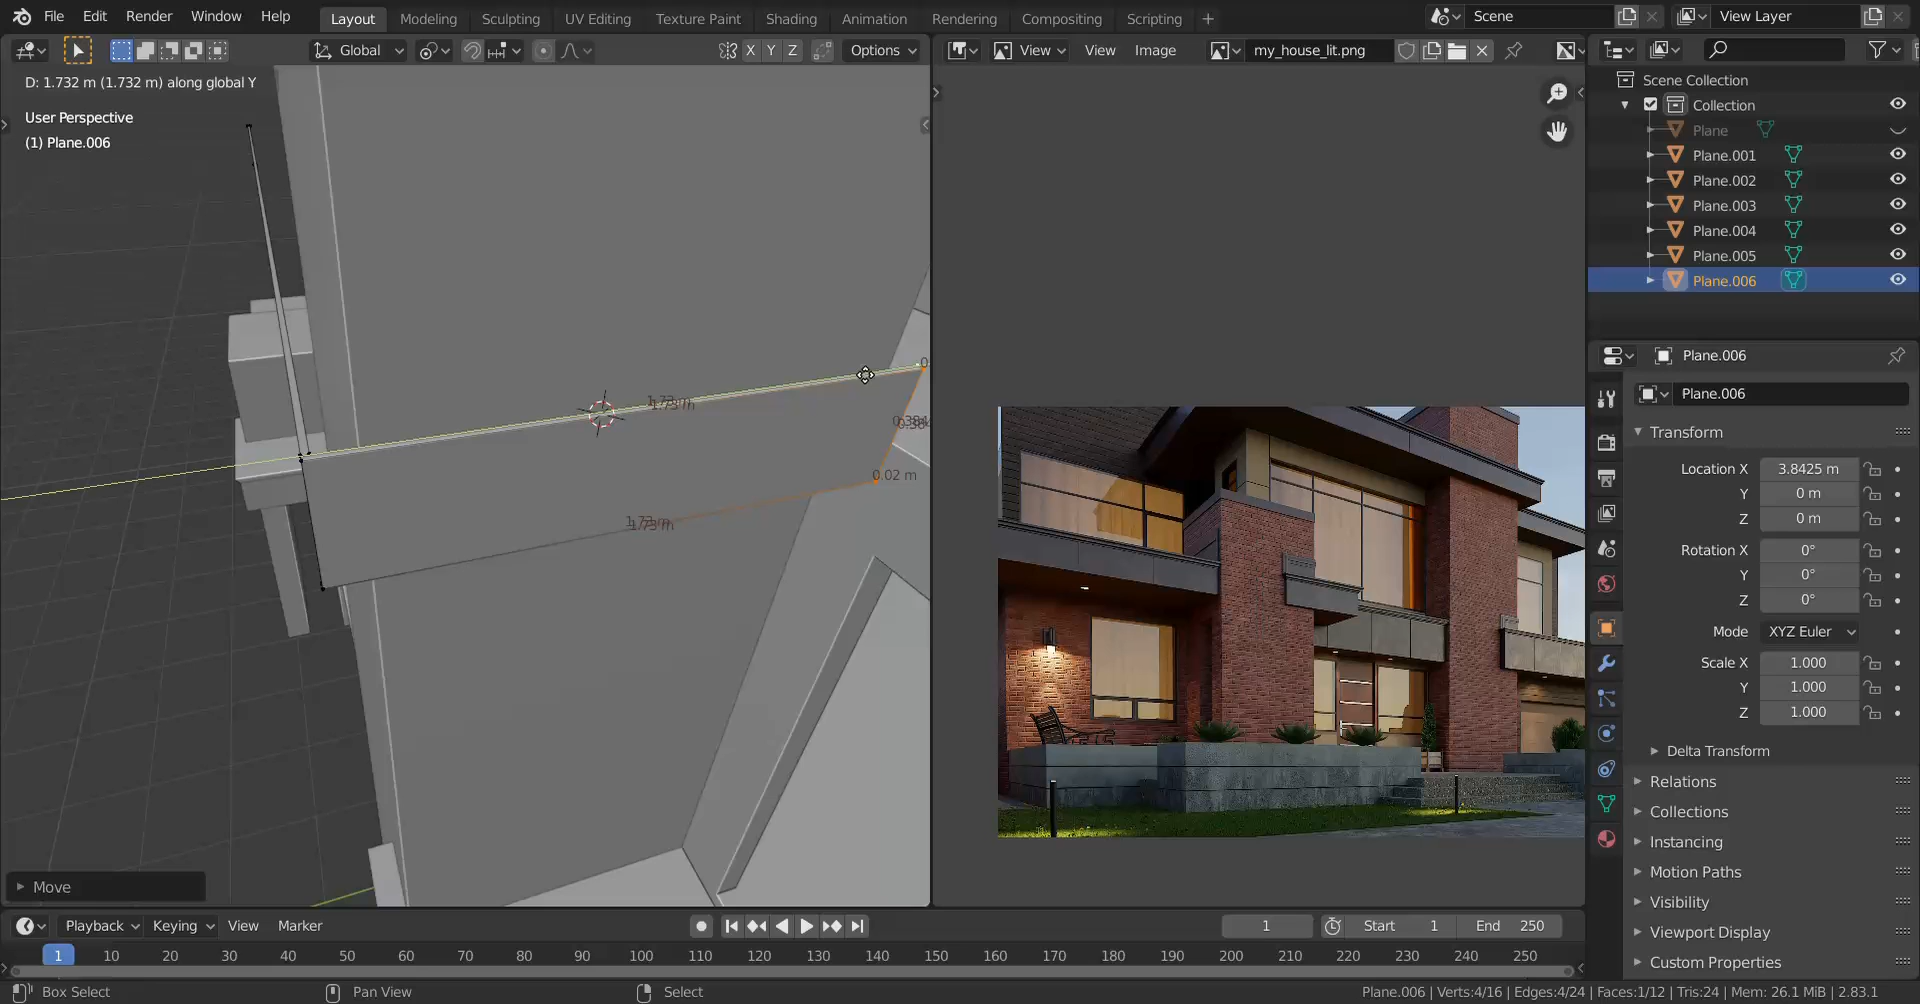 File Edit Render Window Help Layout Modeling Sculpting UV Editing Texture Paint Shading Animation Rendering Compositing Scripting + Scene View Layer
Global X Y Z Options View View Image my_house_lit.png
D: 1.732 m (1.732 m) along global Y
User Perspective
(1) Plane.006
Scene Collection
Collection
Plane
Plane.001
Plane.002
Plane.003
Plane.004
Plane.005
Plane.006
Plane.006
Plane.006
Transform
Location X 3.8425 m
Y 0 m
Z 0 m
Rotation X 0°
Y 0°
Z 0°
Mode XYZ Euler
Scale X 1.000
Y 1.000
Z 1.000
Delta Transform
Relations
Collections
Instancing
Motion Paths
Visibility
Viewport Display
Custom Properties
1.73 m
0.02 m
1.73 m
Move
Playback Keying View Marker 1 Start 1 End 250
1 10 20 30 40 50 60 70 80 90 100 110 120 130 140 150 160 170 180 190 200 210 220 230 240 250
Box Select Pan View Select Plane.006 | Verts:4/16 | Edges:4/24 | Faces:1/12 | Tris:24 | Mem: 26.1 MiB | 2.83.1